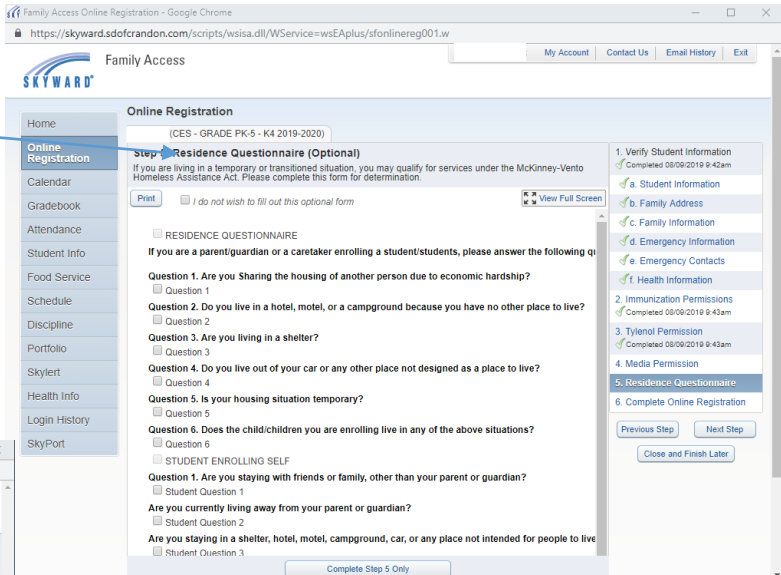 Family Access Online Registration - Google Chrome
https://skyward.sdofcrandon.com/scripts/wsisa.dll/WService=wsEAplus/sfonlinereg001.w
SKYWARD®
Family Access
My Account
Contact Us
Email History
Exit
Home
Online
Registration
Calendar
Gradebook
Attendance
Student Info
Food Service
Schedule
Discipline
Portfolio
Skylert
Health Info
Login History
SkyPort
Online Registration
(CES - GRADE PK-5 - K4 2019-2020)
Step Residence Questionnaire (Optional)
If you are living in a temporary or transitioned situation, you may qualify for services under the McKinney-Vento
Homeless Assistance Act. Please complete this form for determination.
Print
I do not wish to fill out this optional form
View Full Screen
RESIDENCE QUESTIONNAIRE
If you are a parent/guardian or a caretaker enrolling a student/students, please answer the following
Question 1. Are you Sharing the housing of another person due to economic hardship?
Question 1
Question 2. Do you live in a hotel, motel, or a campground because you have no other place to live?
Question 2
Question 3. Are you living in a shelter?
Question 3
Question 4. Do you live out of your car or any other place not designed as a place to live?
Question 4
Question 5. Is your housing situation temporary?
Question 5
Question 6. Does the child/children you are enrolling live in any of the above situations?
Question 6
STUDENT ENROLLING SELF
Question 1. Are you staying with friends or family, other than your parent or guardian?
Student Question 1
Are you currently living away from your parent or guardian?
Student Question 2
Are you staying in a shelter, hotel, motel, campground, car, or any place not intended for people to live
Student Question 3
Complete Step 5 Only
1. Verify Student Information
Completed 08/09/2019 9:42am
a. Student Information
b. Family Address
c. Family Information
d. Emergency Information
e. Emergency Contacts
f. Health Information
2. Immunization Permissions
Completed 08/09/2019 9:43am
3. Tylenol Permission
Completed 08/09/2019 9:43am
4. Media Permission
5. Residence Questionnaire
6. Complete Online Registration
Previous Step
Next Step
Close and Finish Later